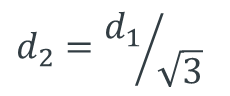 d₂ = d₁/√3